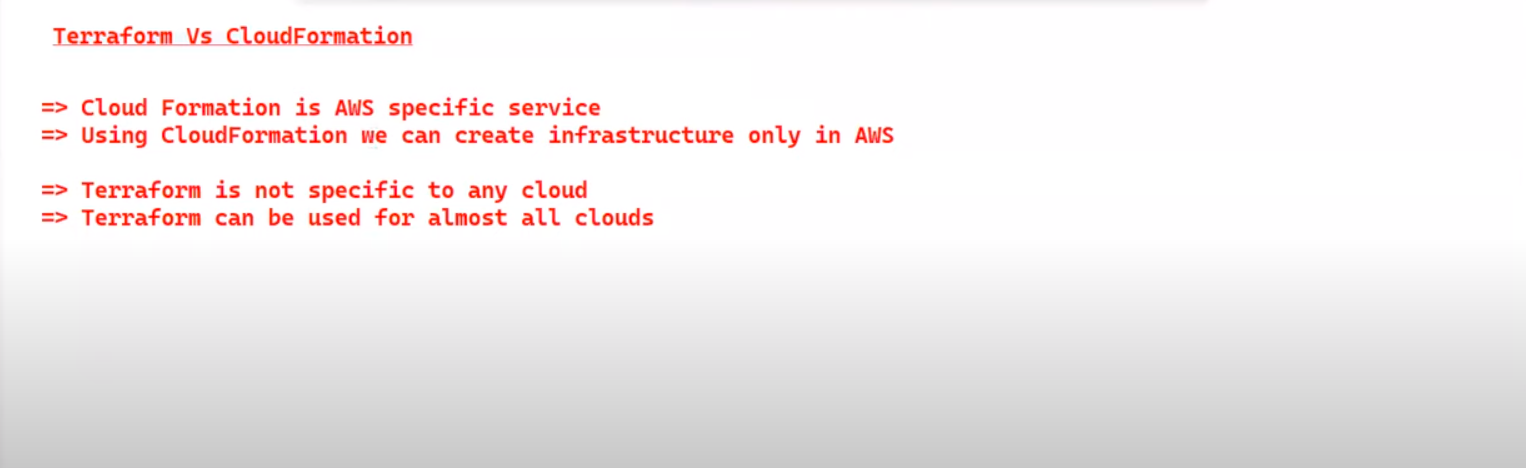 Terraform Vs CloudFormation
=> Cloud Formation is AWS specific service
=> Using CloudFormation we can create infrastructure only in AWS
=> Terraform is not specific to any cloud
=> Terraform can be used for almost all clouds